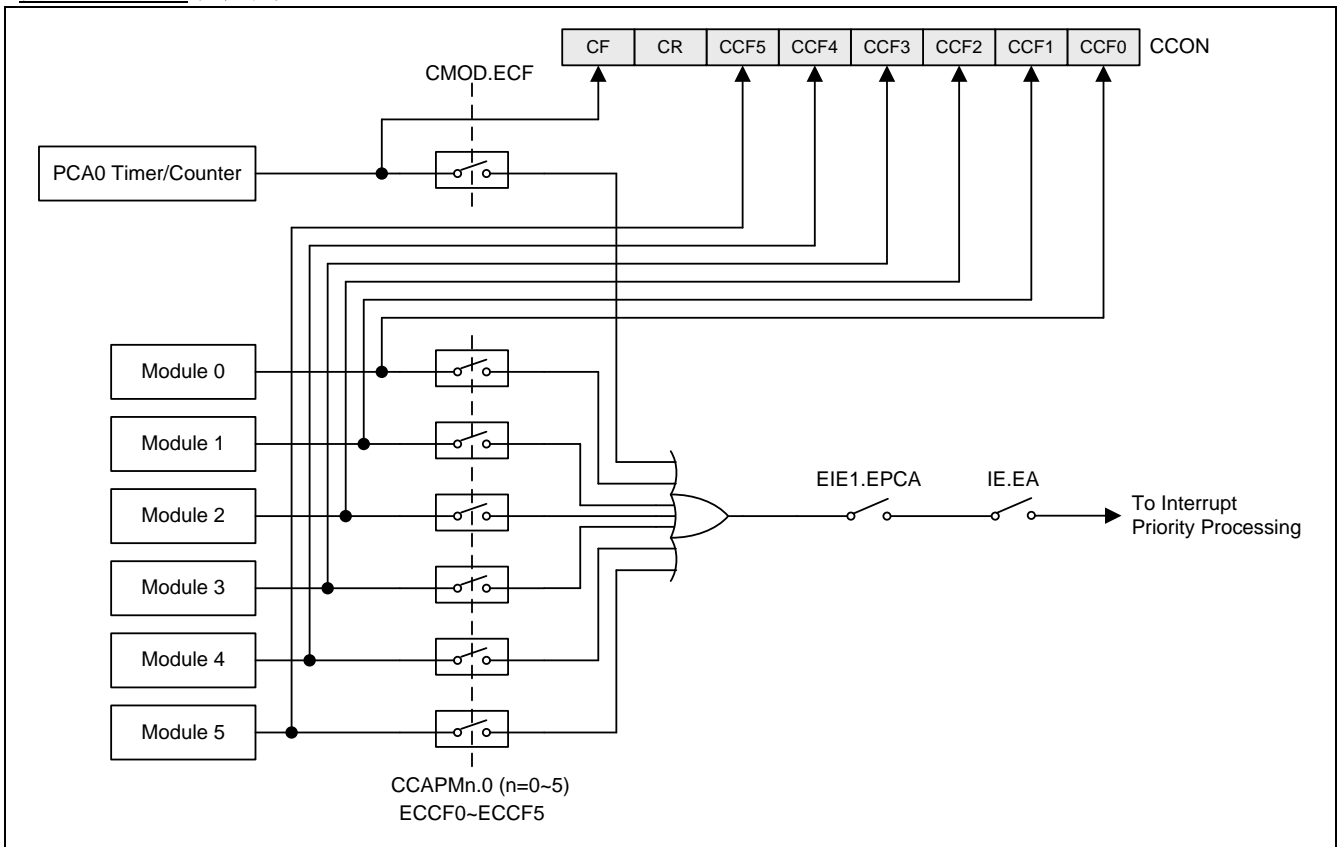 CF CR CCF5 CCF4 CCF3 CCF2 CCF1 CCF0 CCON
CMOD.ECF
PCA0 Timer/Counter
Module 0
Module 1
Module 2
Module 3
Module 4
Module 5
EIE1.EPCA
IE.EA
To Interrupt
Priority Processing
CCAPMn.0 (n=0~5)
ECCF0~ECCF5